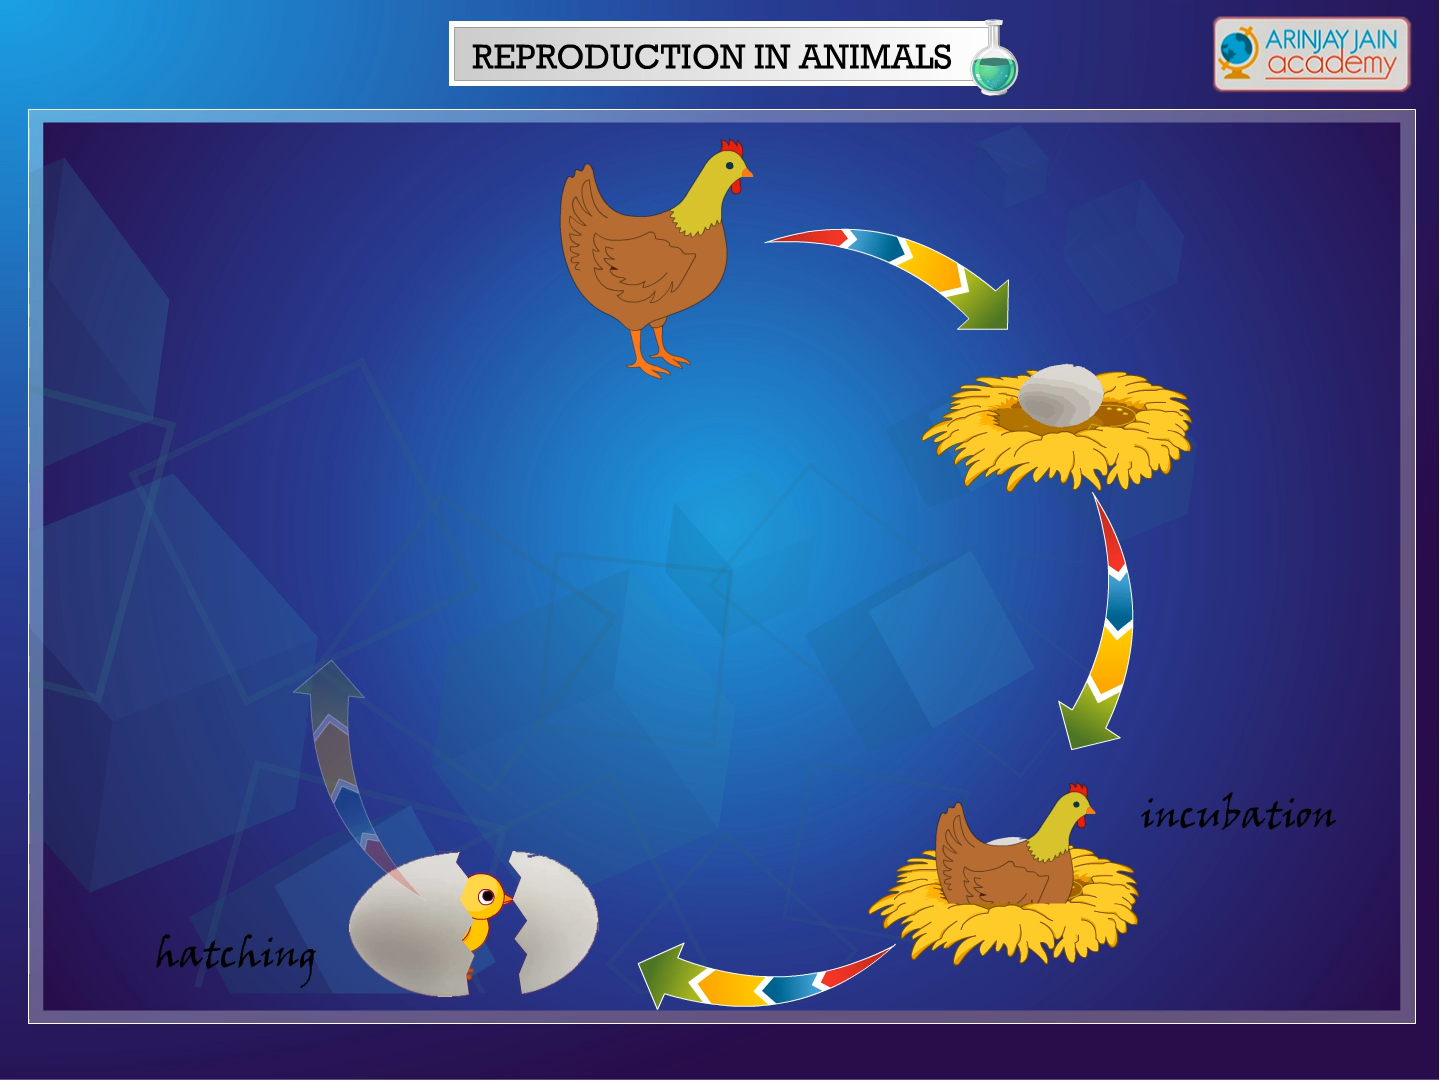 REPRODUCTION IN ANIMALS
ARINJAY JAIN
academy
incubation
hatching